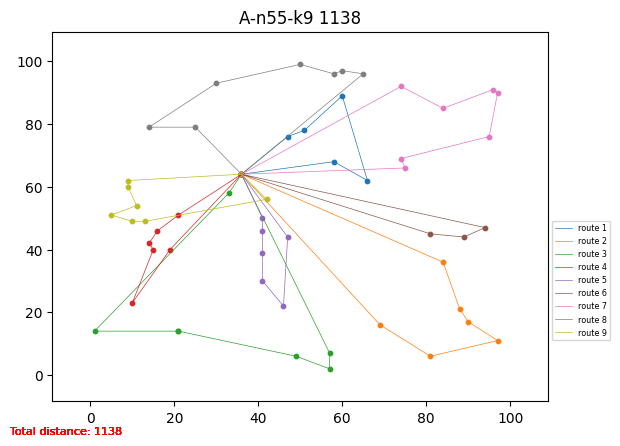 A-n55-k9 1138
100
80
60
40
20
0
0 20 40 60 80 100
route 1
route 2
route 3
route 4
route 5
route 6
route 7
route 8
route 9
Total distance: 1138